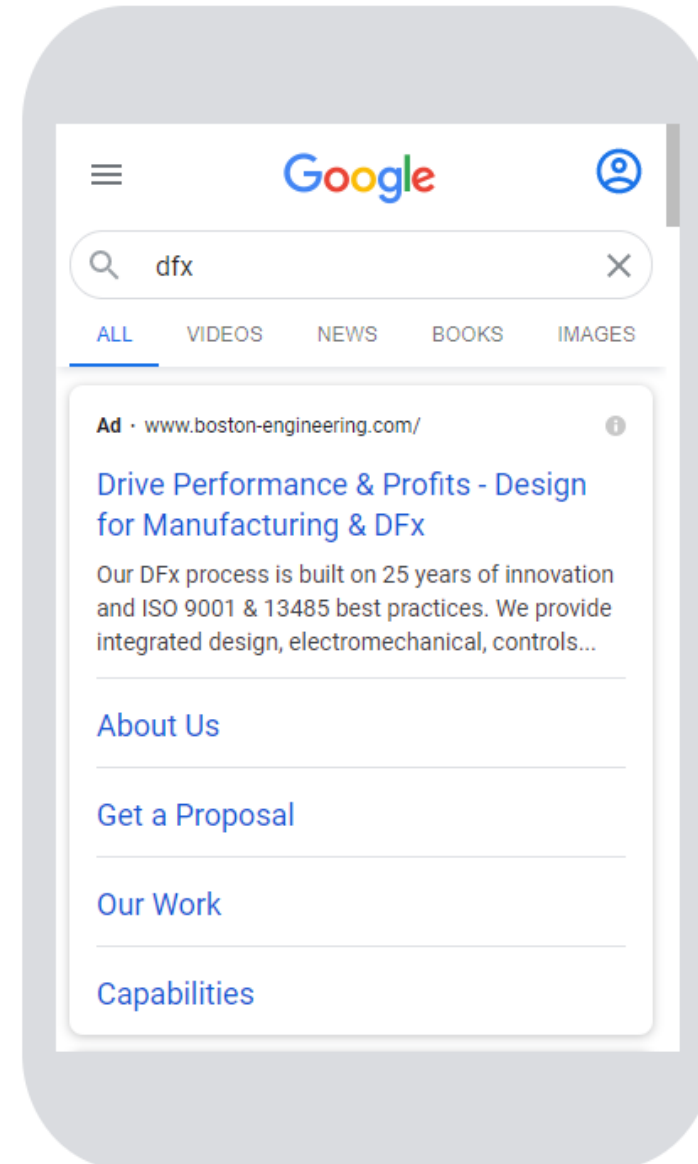 Google
dfx
ALL VIDEOS NEWS BOOKS IMAGES
Ad · www.boston-engineering.com/
Drive Performance & Profits - Design
for Manufacturing & DFx
Our DFx process is built on 25 years of innovation
and ISO 9001 & 13485 best practices. We provide
integrated design, electromechanical, controls...
About Us
Get a Proposal
Our Work
Capabilities